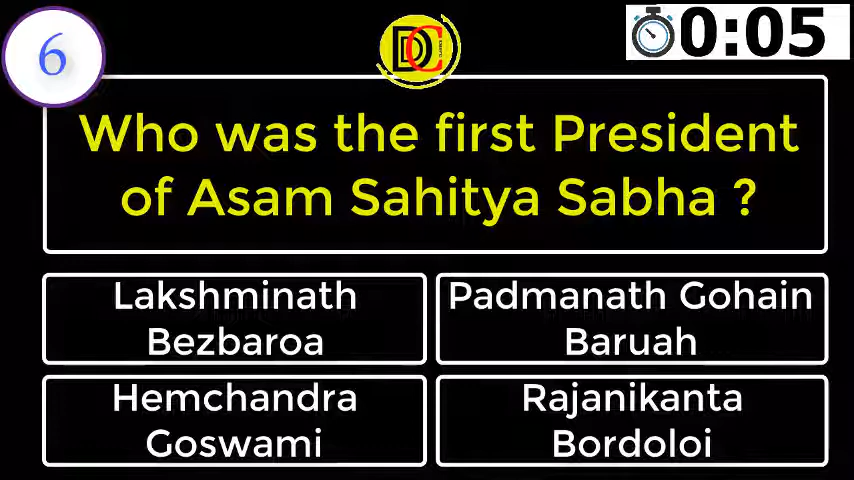 6
DDC
0:05
Who was the first President
of Asam Sahitya Sabha ?
Lakshminath
Bezbaroa
Padmanath Gohain
Baruah
Hemchandra
Goswami
Rajanikanta
Bordoloi